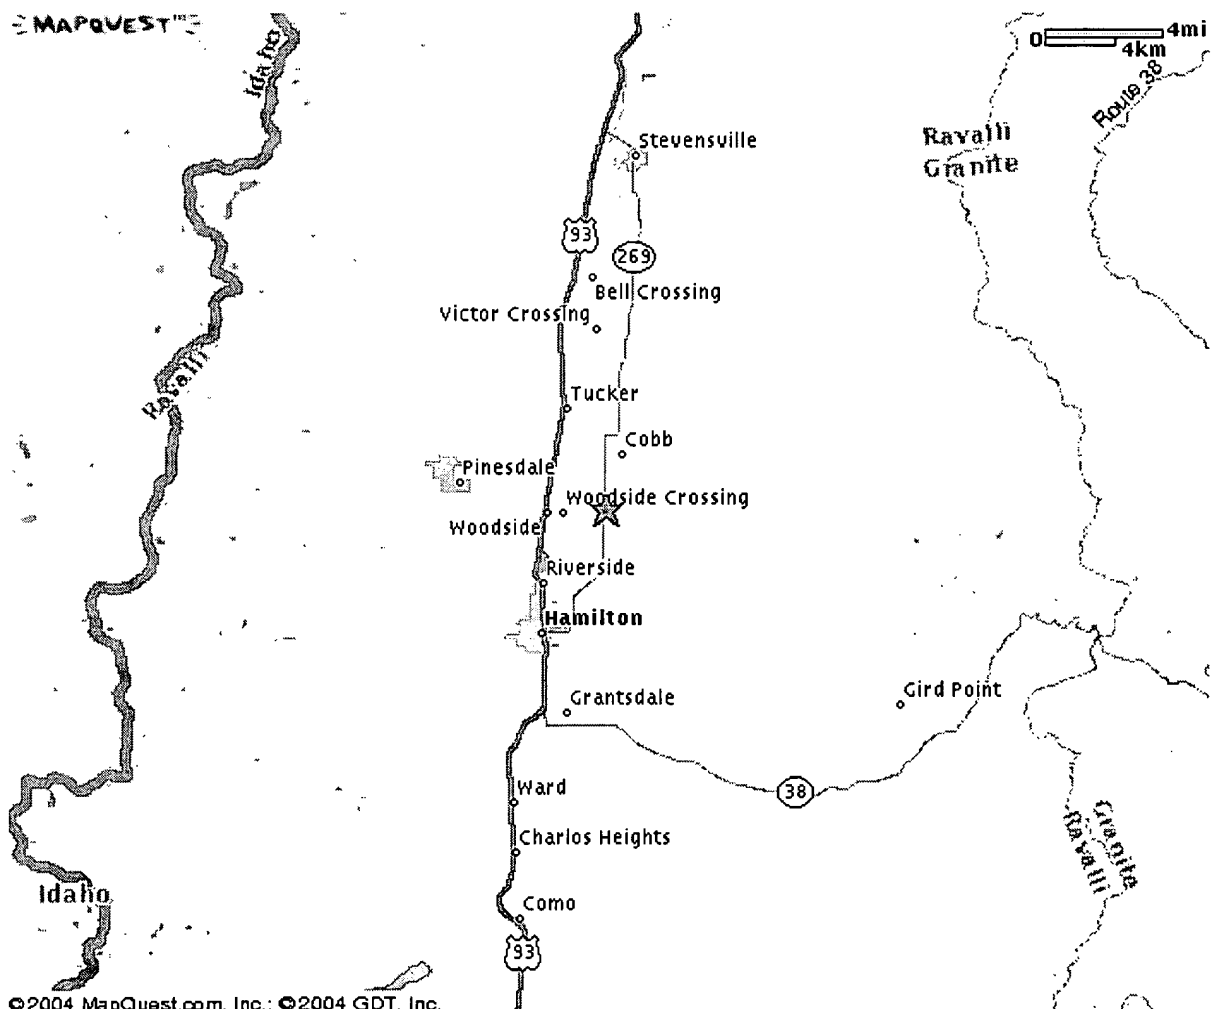 MAPQUEST™
0 4mi
4km
Idaho
Route 38
Ravalli
Granite
Stevensville
93
269
Bell Crossing
Victor Crossing
Ravalli
Tucker
Cobb
Pinesdale
Woodside Crossing
Woodside
Riverside
Hamilton
Grantsdale
Gird Point
38
Ward
Charlos Heights
Granite
Ravalli
Idaho
Como
93
©2004 MapQuest.com, Inc.; ©2004 GDT, Inc.